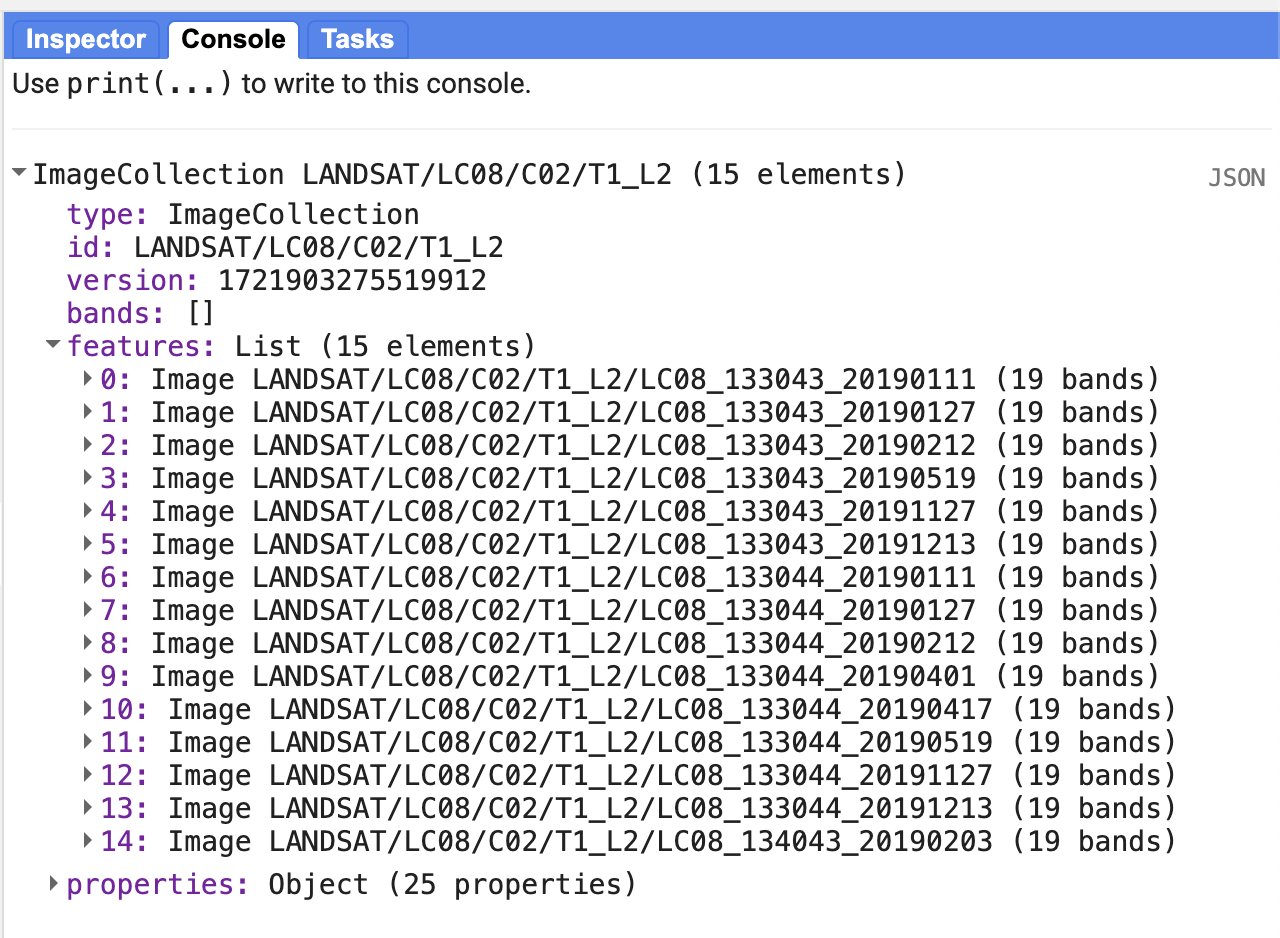 Inspector Console Tasks
Use print(...) to write to this console.
ImageCollection LANDSAT/LC08/C02/T1_L2 (15 elements) JSON
type: ImageCollection
id: LANDSAT/LC08/C02/T1_L2
version: 1721903275519912
bands: []
features: List (15 elements)
0: Image LANDSAT/LC08/C02/T1_L2/LC08_133043_20190111 (19 bands)
1: Image LANDSAT/LC08/C02/T1_L2/LC08_133043_20190127 (19 bands)
2: Image LANDSAT/LC08/C02/T1_L2/LC08_133043_20190212 (19 bands)
3: Image LANDSAT/LC08/C02/T1_L2/LC08_133043_20190519 (19 bands)
4: Image LANDSAT/LC08/C02/T1_L2/LC08_133043_20191127 (19 bands)
5: Image LANDSAT/LC08/C02/T1_L2/LC08_133043_20191213 (19 bands)
6: Image LANDSAT/LC08/C02/T1_L2/LC08_133044_20190111 (19 bands)
7: Image LANDSAT/LC08/C02/T1_L2/LC08_133044_20190127 (19 bands)
8: Image LANDSAT/LC08/C02/T1_L2/LC08_133044_20190212 (19 bands)
9: Image LANDSAT/LC08/C02/T1_L2/LC08_133044_20190401 (19 bands)
10: Image LANDSAT/LC08/C02/T1_L2/LC08_133044_20190417 (19 bands)
11: Image LANDSAT/LC08/C02/T1_L2/LC08_133044_20190519 (19 bands)
12: Image LANDSAT/LC08/C02/T1_L2/LC08_133044_20191127 (19 bands)
13: Image LANDSAT/LC08/C02/T1_L2/LC08_133044_20191213 (19 bands)
14: Image LANDSAT/LC08/C02/T1_L2/LC08_134043_20190203 (19 bands)
properties: Object (25 properties)